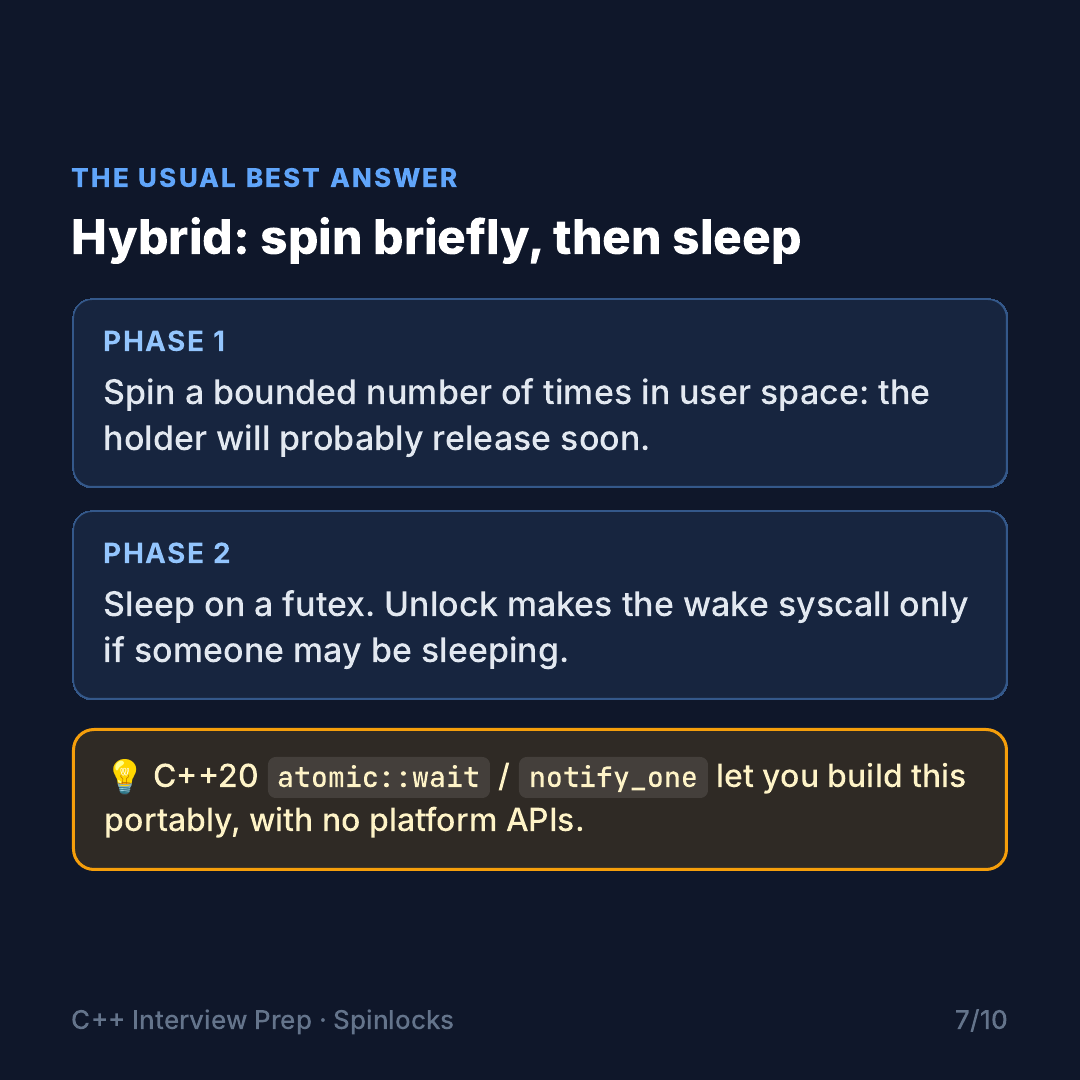 THE USUAL BEST ANSWER
Hybrid: spin briefly, then sleep
PHASE 1
Spin a bounded number of times in user space: the
holder will probably release soon.
PHASE 2
Sleep on a futex. Unlock makes the wake syscall only
if someone may be sleeping.
💡 C++20 atomic::wait / notify_one let you build this
portably, with no platform APIs.
C++ Interview Prep · Spinlocks
7/10